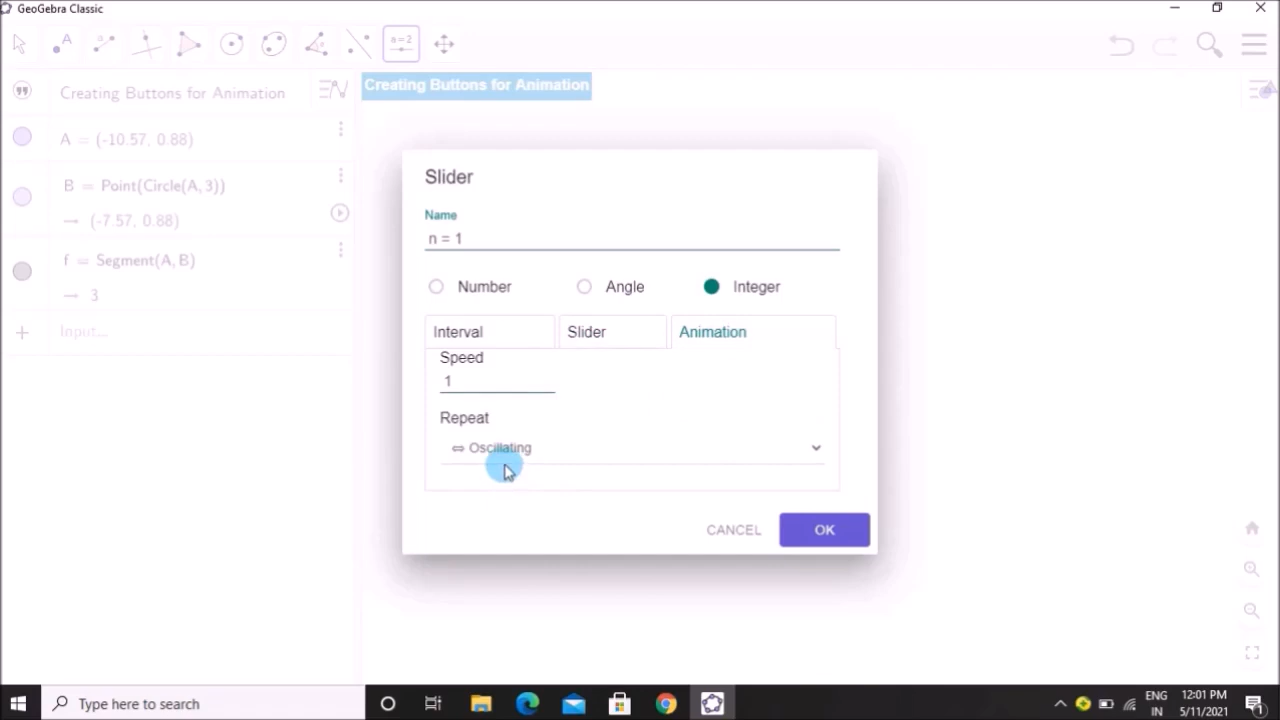 GeoGebra Classic
A
a=2
Creating Buttons for Animation
Creating Buttons for Animation
A = (-10.57, 0.88)
B = Point(Circle(A, 3))
→ (-7.57, 0.88)
f = Segment(A, B)
→ 3
+ Input...
Slider
Name
n = 1
Number
Angle
Integer
Interval
Slider
Animation
Speed
1
Repeat
⇔ Oscillating
CANCEL
OK
Type here to search
ENG
IN
12:01 PM
5/11/2021
1